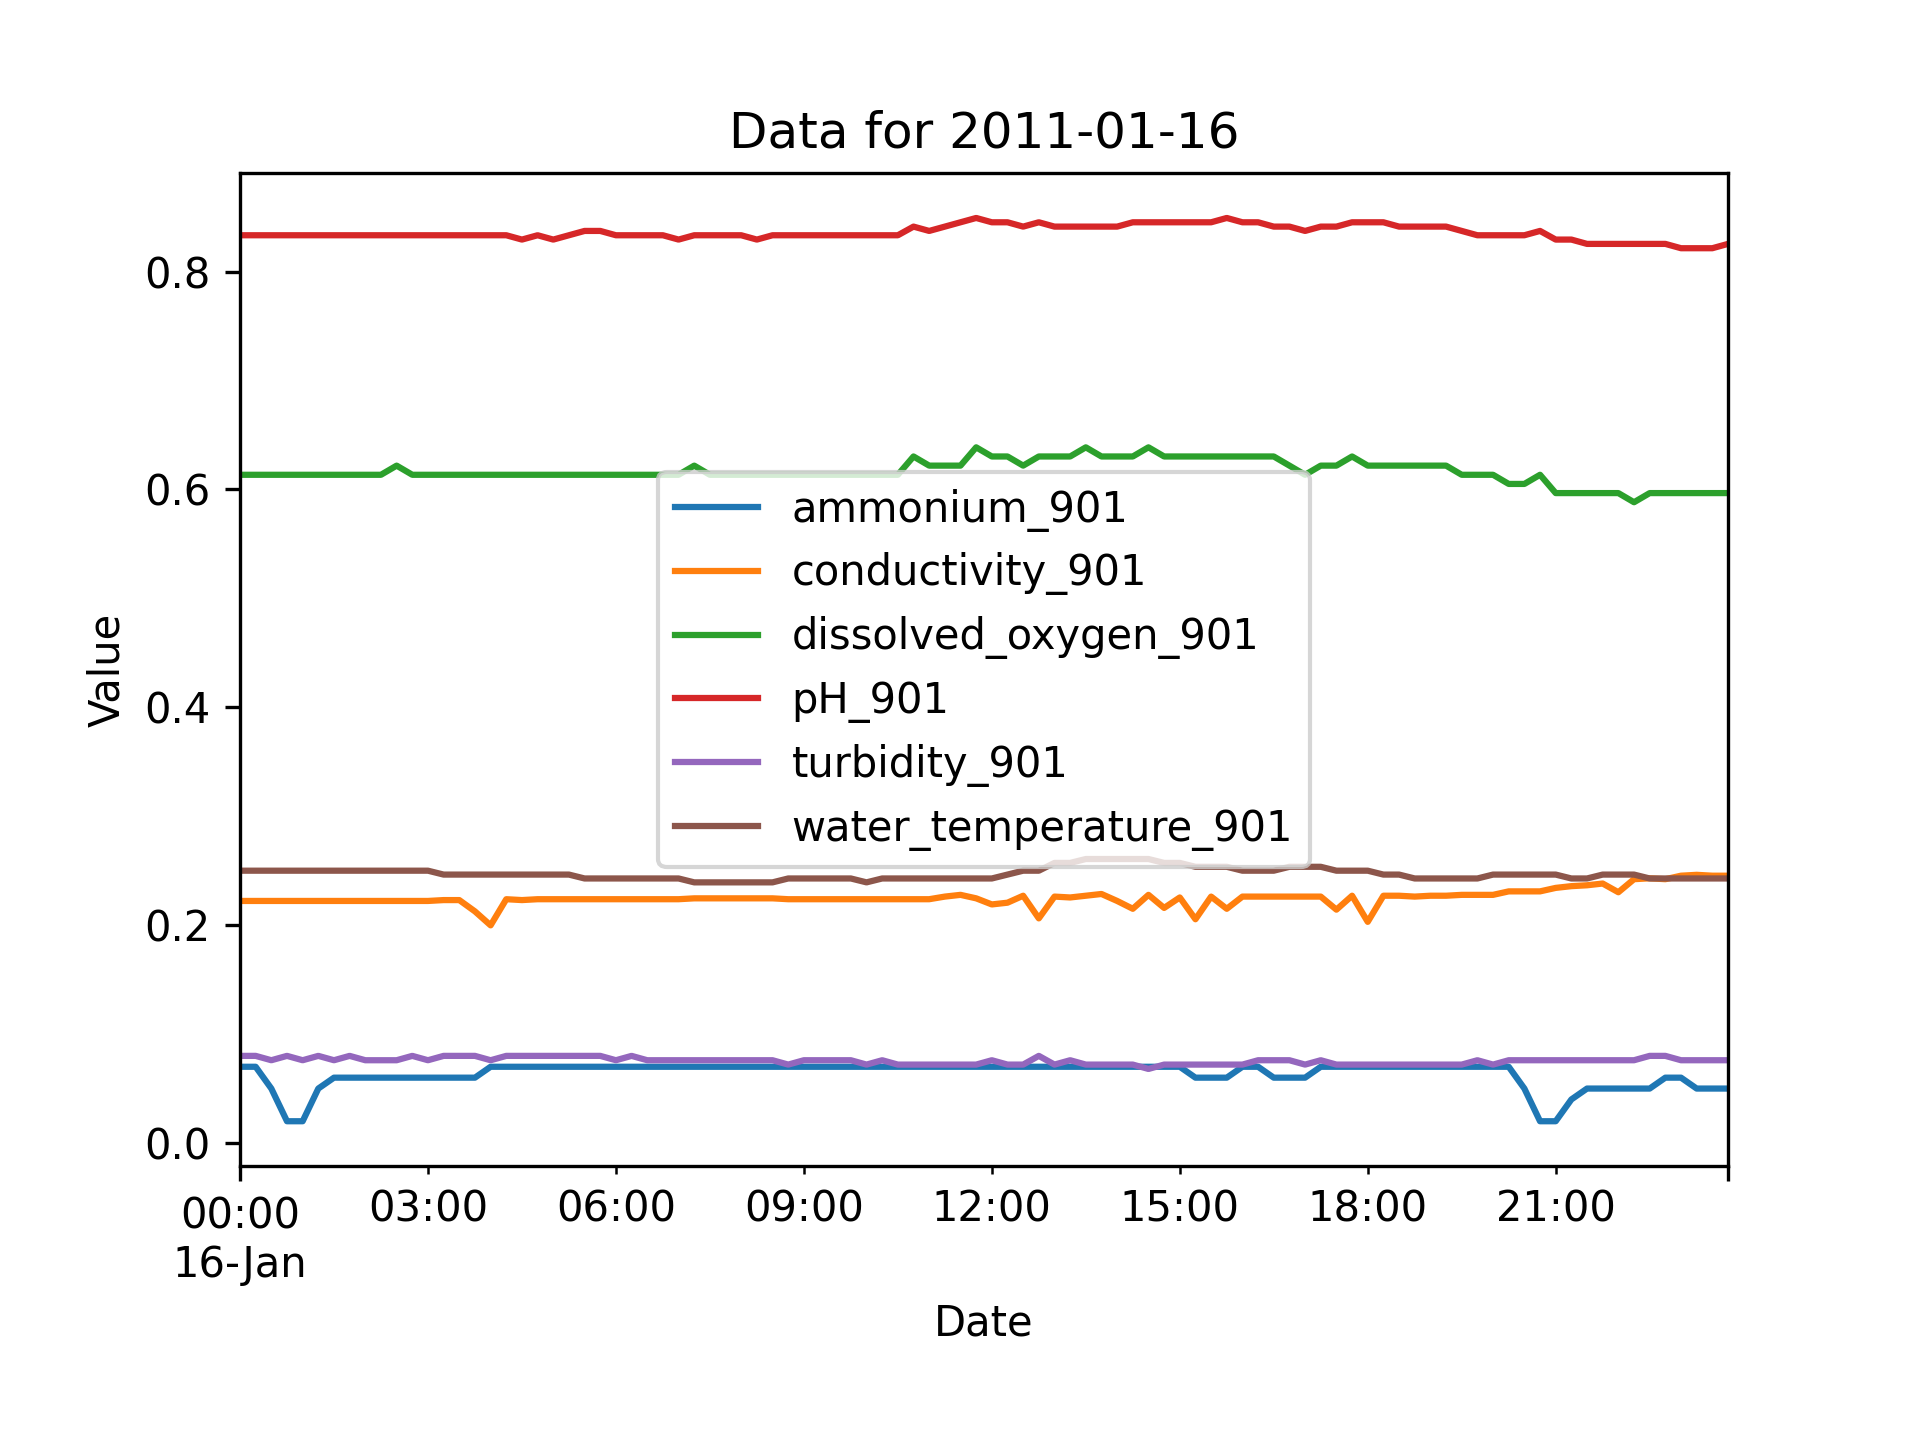 Data for 2011-01-16
Value
0.8
0.6
0.4
0.2
0.0
ammonium_901
conductivity_901
dissolved_oxygen_901
pH_901
turbidity_901
water_temperature_901
00:00 03:00 06:00 09:00 12:00 15:00 18:00 21:00
16-Jan
Date